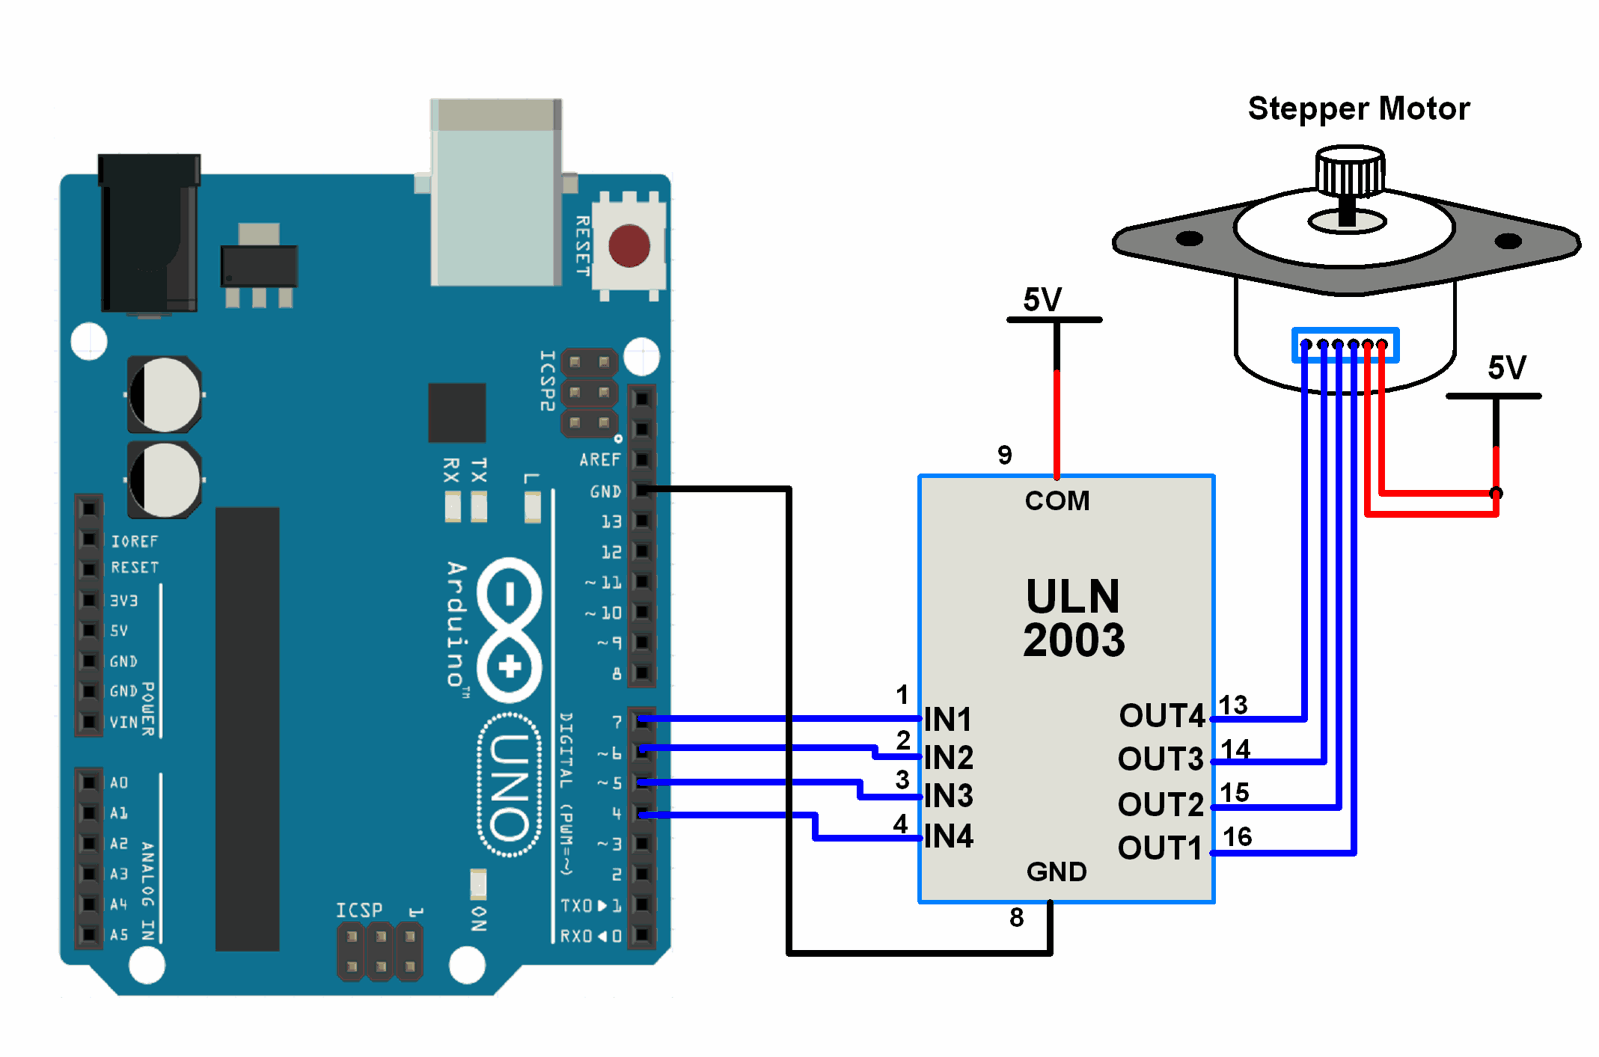 Stepper Motor
5V
5V
RESET
ICSP2
AREF
GND
13
12
~11
~10
~9
8
7
~6
~5
4
~3
2
TX0▶1
RX0◀0
RX
TX
L
IOREF
RESET
3V3
5V
GND
GND
VIN
POWER
A0
A1
A2
A3
A4
A5
ANALOG IN
Arduino™
UNO
DIGITAL (PWM=~)
ICSP
1
ON
9
COM
ULN
2003
1
IN1
2
IN2
3
IN3
4
IN4
OUT4
13
OUT3
14
OUT2
15
OUT1
16
GND
8